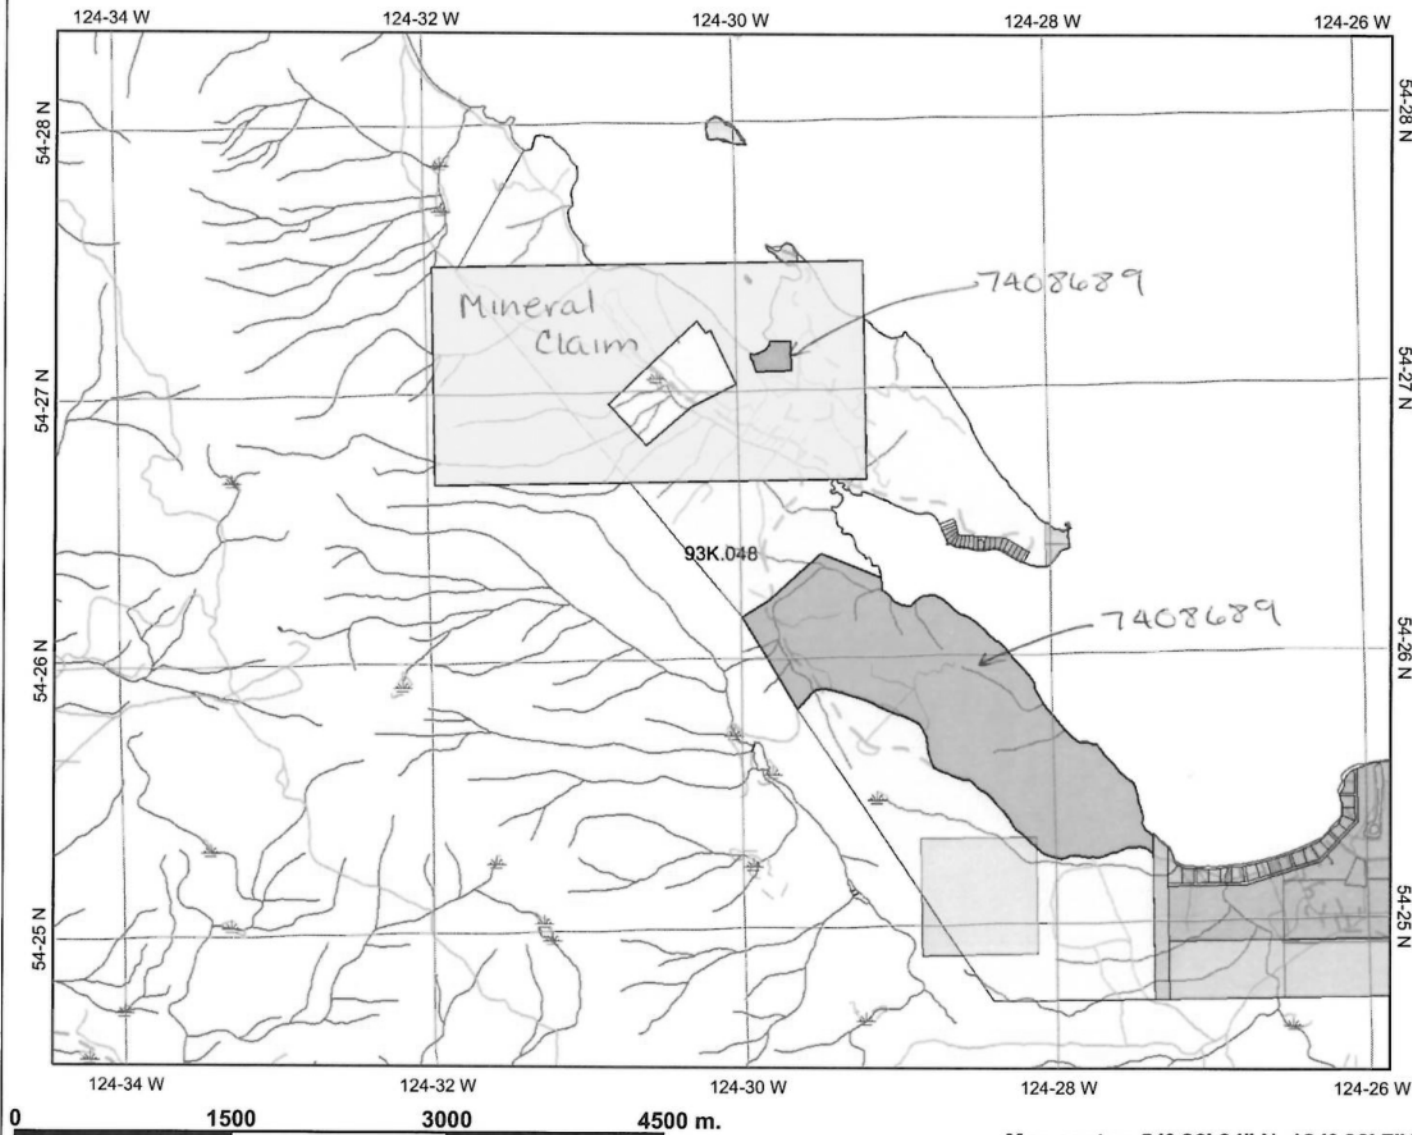 124-34 W
124-32 W
124-30 W
124-28 W
124-26 W
54-28 N
54-28 N
Mineral
Claim
7408689
54-27 N
54-27 N
93K.048
7408689
54-26 N
54-26 N
54-25 N
54-25 N
124-34 W
124-32 W
124-30 W
124-28 W
124-26 W
0
1500
3000
4500 m.